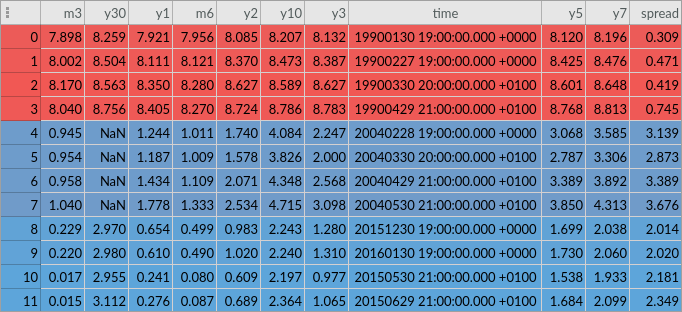 m3 y30 y1 m6 y2 y10 y3 time y5 y7 spread
0 7.898 8.259 7.921 7.956 8.085 8.207 8.132 19900130 19:00:00.000 +0000 8.120 8.196 0.309
1 8.002 8.504 8.111 8.121 8.370 8.473 8.387 19900227 19:00:00.000 +0000 8.425 8.476 0.471
2 8.170 8.563 8.350 8.280 8.627 8.589 8.627 19900330 20:00:00.000 +0100 8.601 8.648 0.419
3 8.040 8.756 8.405 8.270 8.724 8.786 8.783 19900429 21:00:00.000 +0100 8.768 8.813 0.745
4 0.945 NaN 1.244 1.011 1.740 4.084 2.247 20040228 19:00:00.000 +0000 3.068 3.585 3.139
5 0.954 NaN 1.187 1.009 1.578 3.826 2.000 20040330 20:00:00.000 +0100 2.787 3.306 2.873
6 0.958 NaN 1.434 1.109 2.071 4.348 2.568 20040429 21:00:00.000 +0100 3.389 3.892 3.389
7 1.040 NaN 1.778 1.333 2.534 4.715 3.098 20040530 21:00:00.000 +0100 3.850 4.313 3.676
8 0.229 2.970 0.654 0.499 0.983 2.243 1.280 20151230 19:00:00.000 +0000 1.699 2.038 2.014
9 0.220 2.980 0.610 0.490 1.020 2.240 1.310 20160130 19:00:00.000 +0000 1.730 2.060 2.020
10 0.017 2.955 0.241 0.080 0.609 2.197 0.977 20150530 21:00:00.000 +0100 1.538 1.933 2.181
11 0.015 3.112 0.276 0.087 0.689 2.364 1.065 20150629 21:00:00.000 +0100 1.684 2.099 2.349